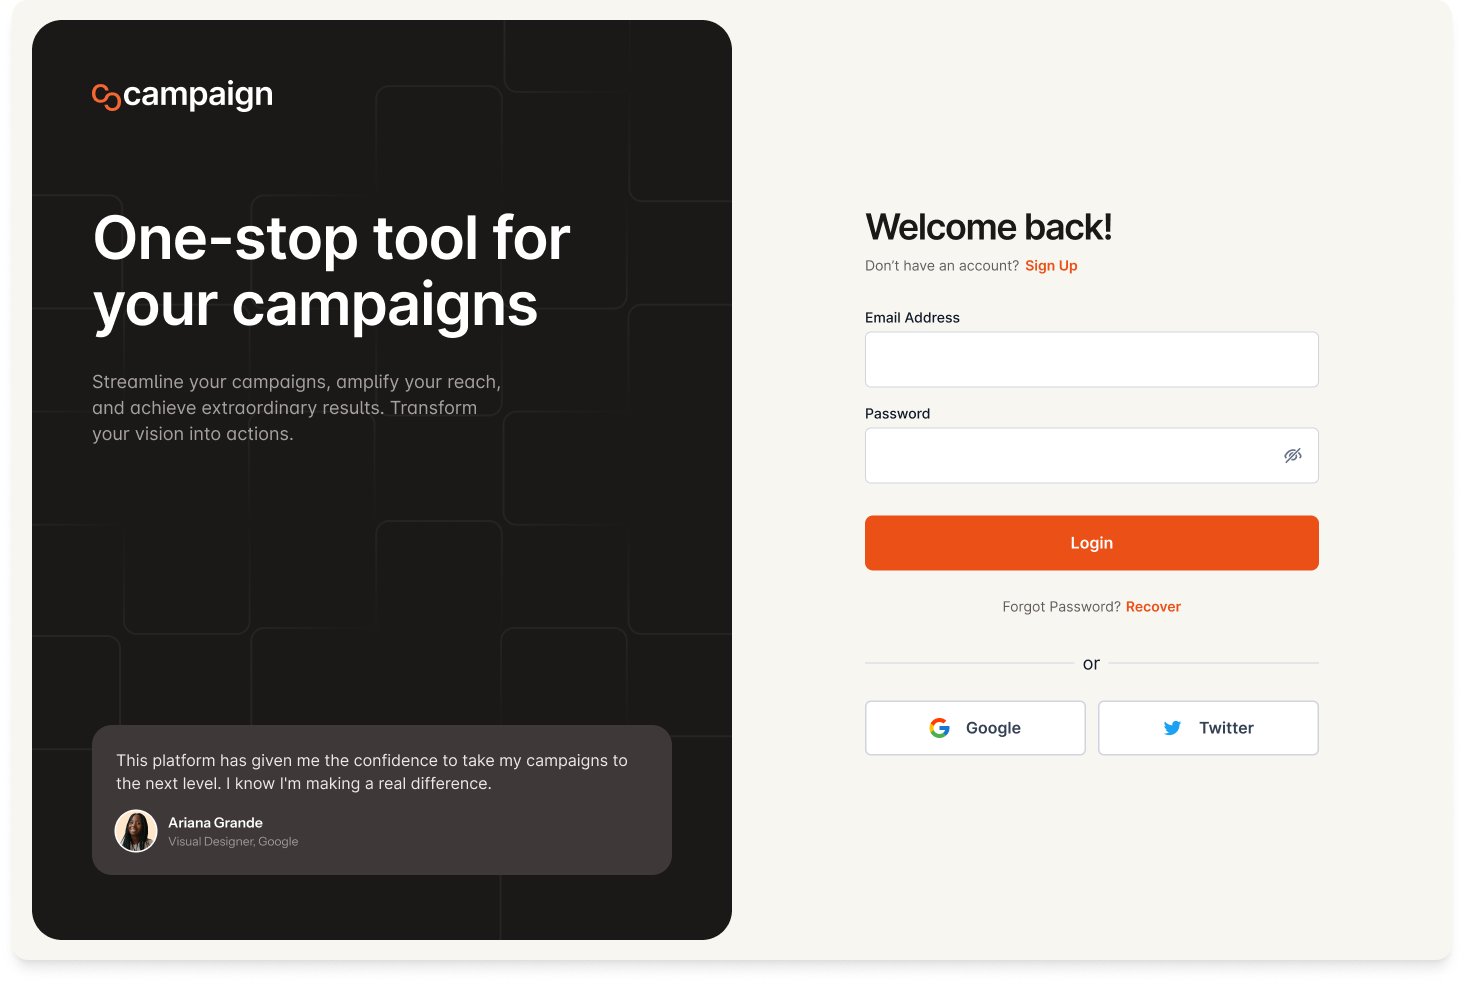 campaign
One-stop tool for
your campaigns
Streamline your campaigns, amplify your reach,
and achieve extraordinary results. Transform
your vision into actions.
This platform has given me the confidence to take my campaigns to
the next level. I know I'm making a real difference.
Ariana Grande
Visual Designer, Google
Welcome back!
Don’t have an account? Sign Up
Email Address
Password
Login
Forgot Password? Recover
or
Google
Twitter